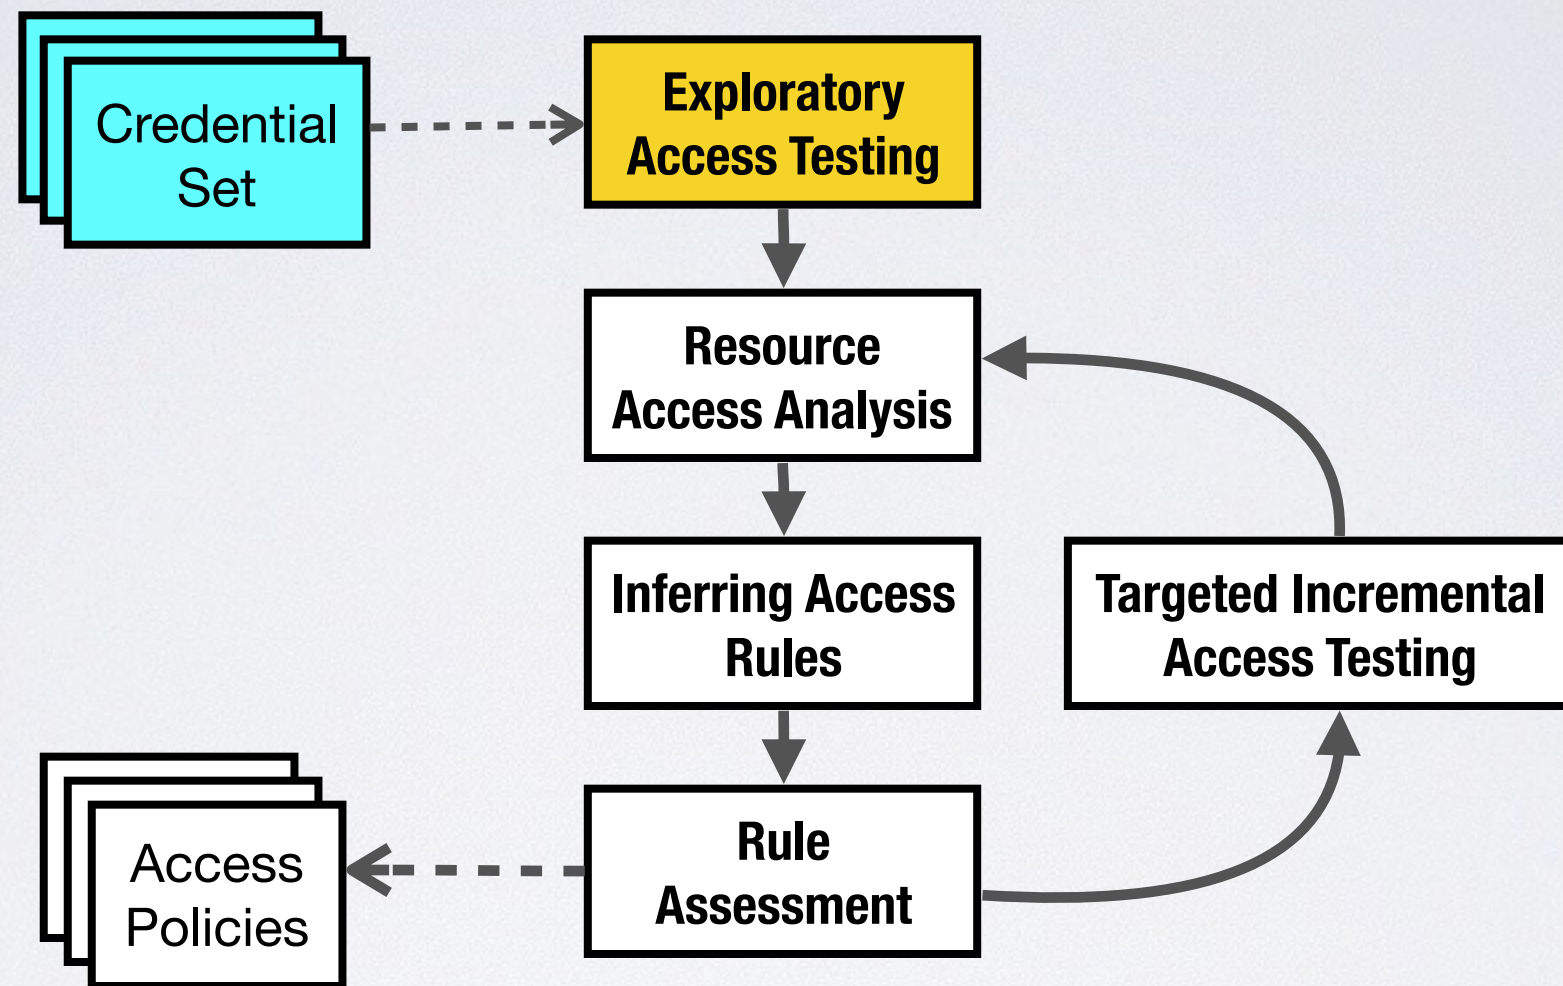 Credential
Set
Exploratory
Access Testing
Resource
Access Analysis
Inferring Access
Rules
Targeted Incremental
Access Testing
Rule
Assessment
Access
Policies